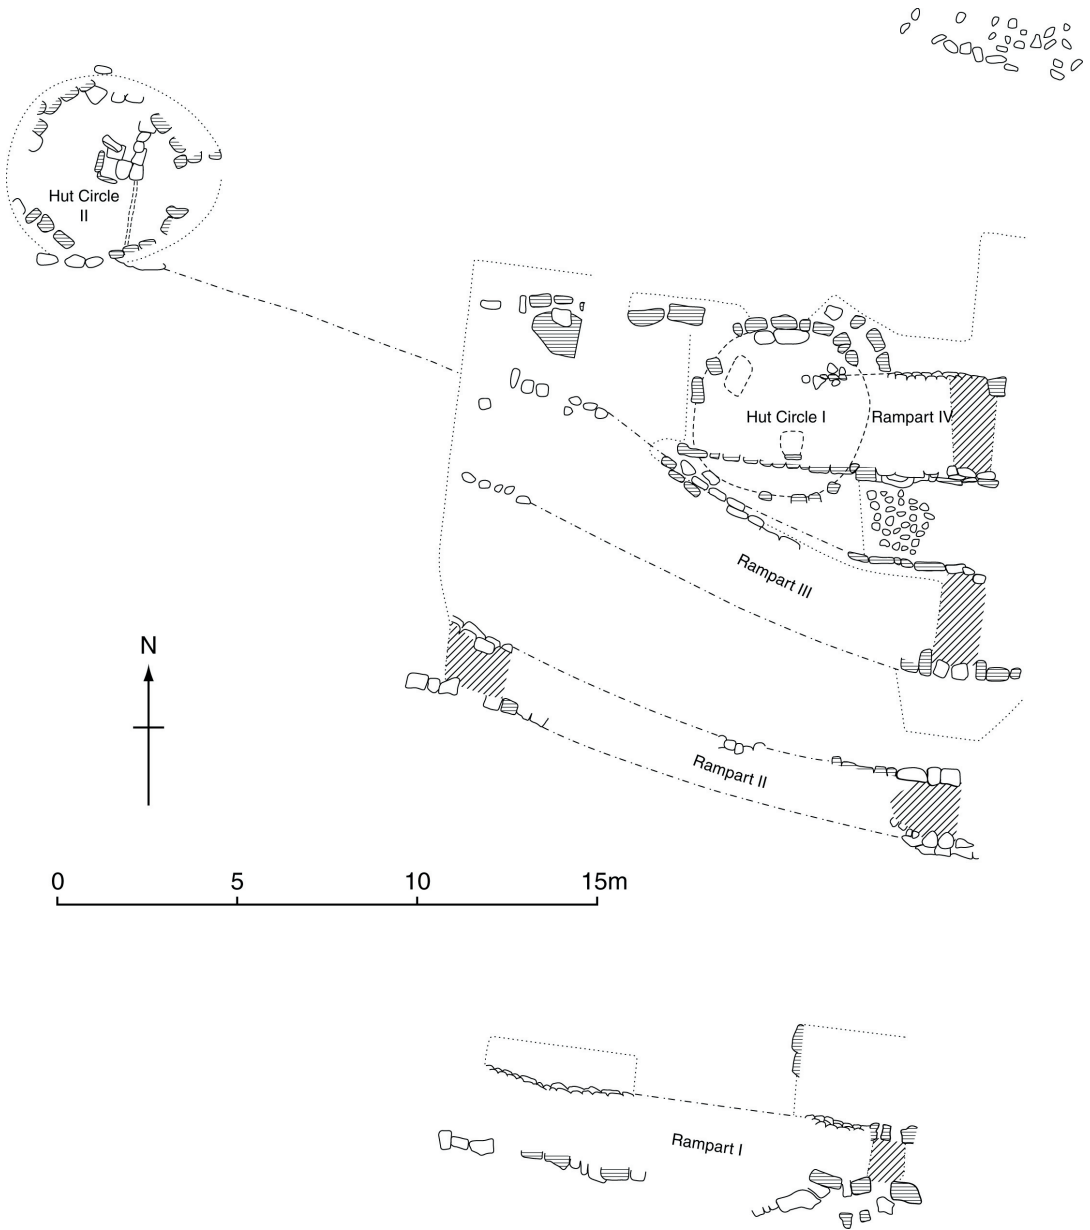 Hut Circle
II
Hut Circle I
Rampart IV
Rampart III
N
Rampart II
0 5 10 15m
Rampart I